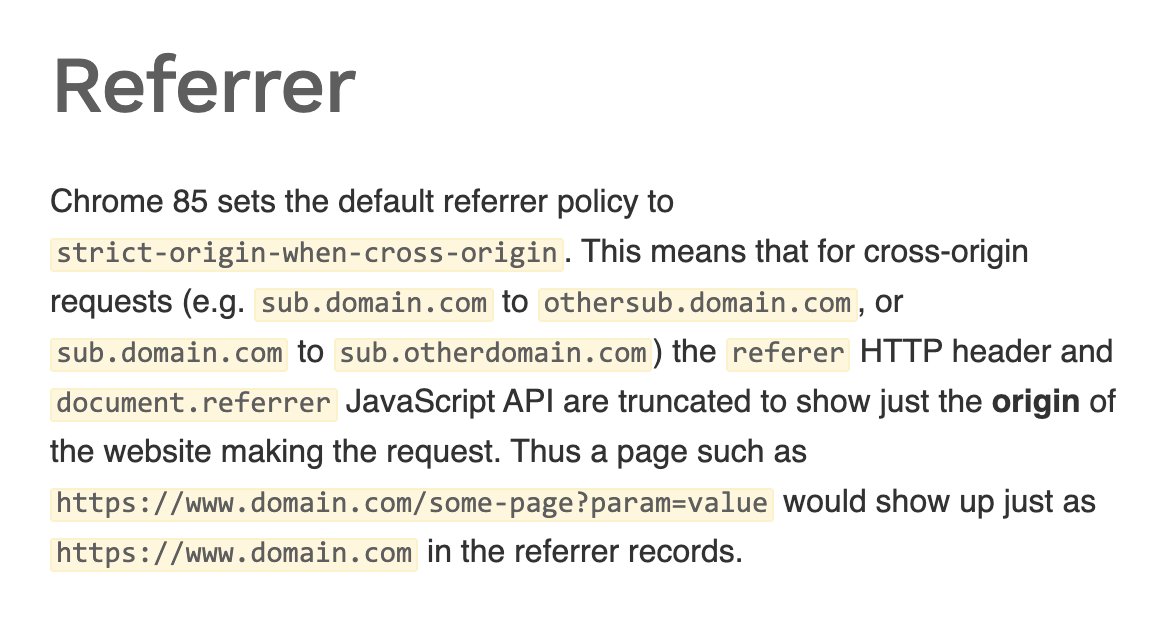 Referrer
Chrome 85 sets the default referrer policy to
strict-origin-when-cross-origin. This means that for cross-origin
requests (e.g. sub.domain.com to othersub.domain.com, or
sub.domain.com to sub.otherdomain.com) the referer HTTP header and
document.referrer JavaScript API are truncated to show just the origin of
the website making the request. Thus a page such as
https://www.domain.com/some-page?param=value would show up just as
https://www.domain.com in the referrer records.